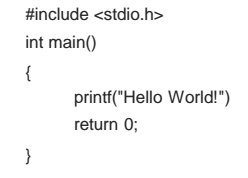 #include <stdio.h>
int main()
{
printf("Hello World!")
return 0;
}